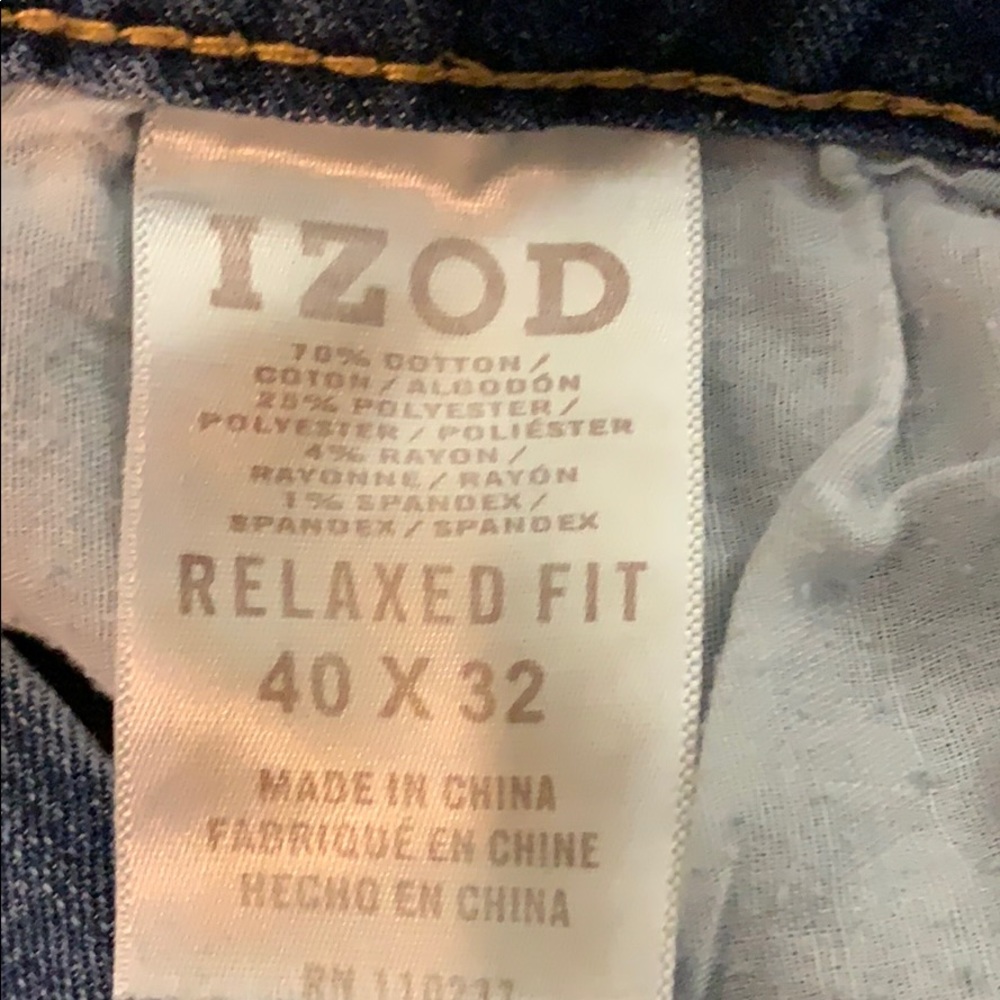 IZOD
70% COTTON /
COTON / ALGODÓN
25% POLYESTER /
POLYESTER / POLIÉSTER
4% RAYON /
RAYONNE / RAYÓN
1% SPANDEX /
SPANDEX / SPANDEX
RELAXED FIT
40 X 32
MADE IN CHINA
FABRIQUÉ EN CHINE
HECHO EN CHINA
RN